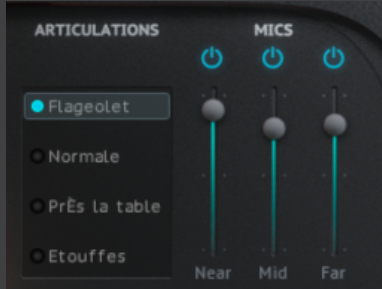 ARTICULATIONS
MICS
Flageolet
Normale
PrÈs la table
Etouffes
Near
Mid
Far